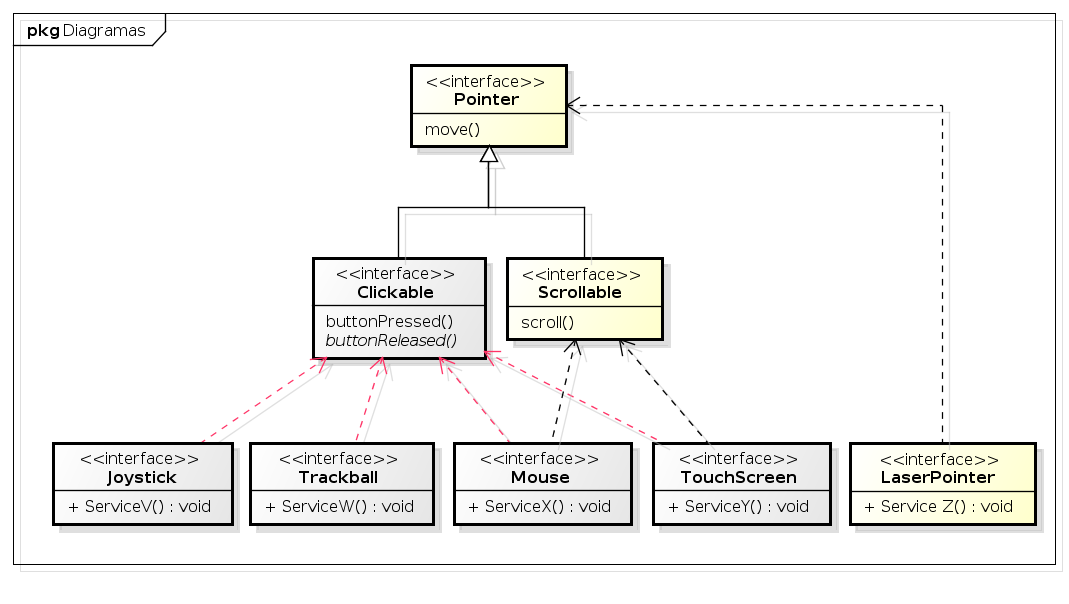 pkg Diagramas
<<interface>>
Pointer
move()
<<interface>>
Clickable
buttonPressed()
buttonReleased()
<<interface>>
Scrollable
scroll()
<<interface>>
Joystick
+ ServiceV() : void
<<interface>>
Trackball
+ ServiceW() : void
<<interface>>
Mouse
+ ServiceX() : void
<<interface>>
TouchScreen
+ ServiceY() : void
<<interface>>
LaserPointer
+ Service Z() : void